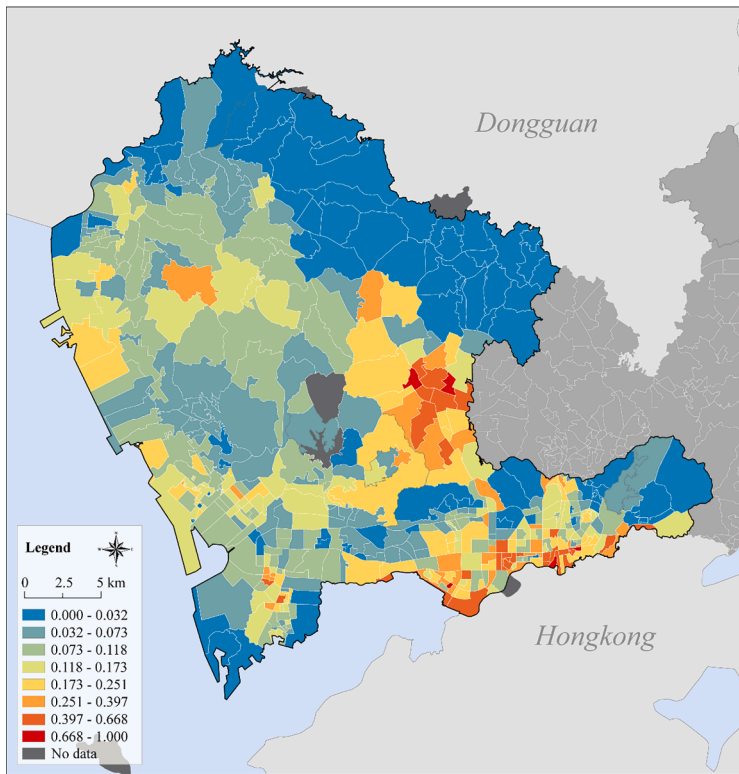 Dongguan
Hongkong
Legend
N
0 2.5 5 km
0.000 - 0.032
0.032 - 0.073
0.073 - 0.118
0.118 - 0.173
0.173 - 0.251
0.251 - 0.397
0.397 - 0.668
0.668 - 1.000
No data